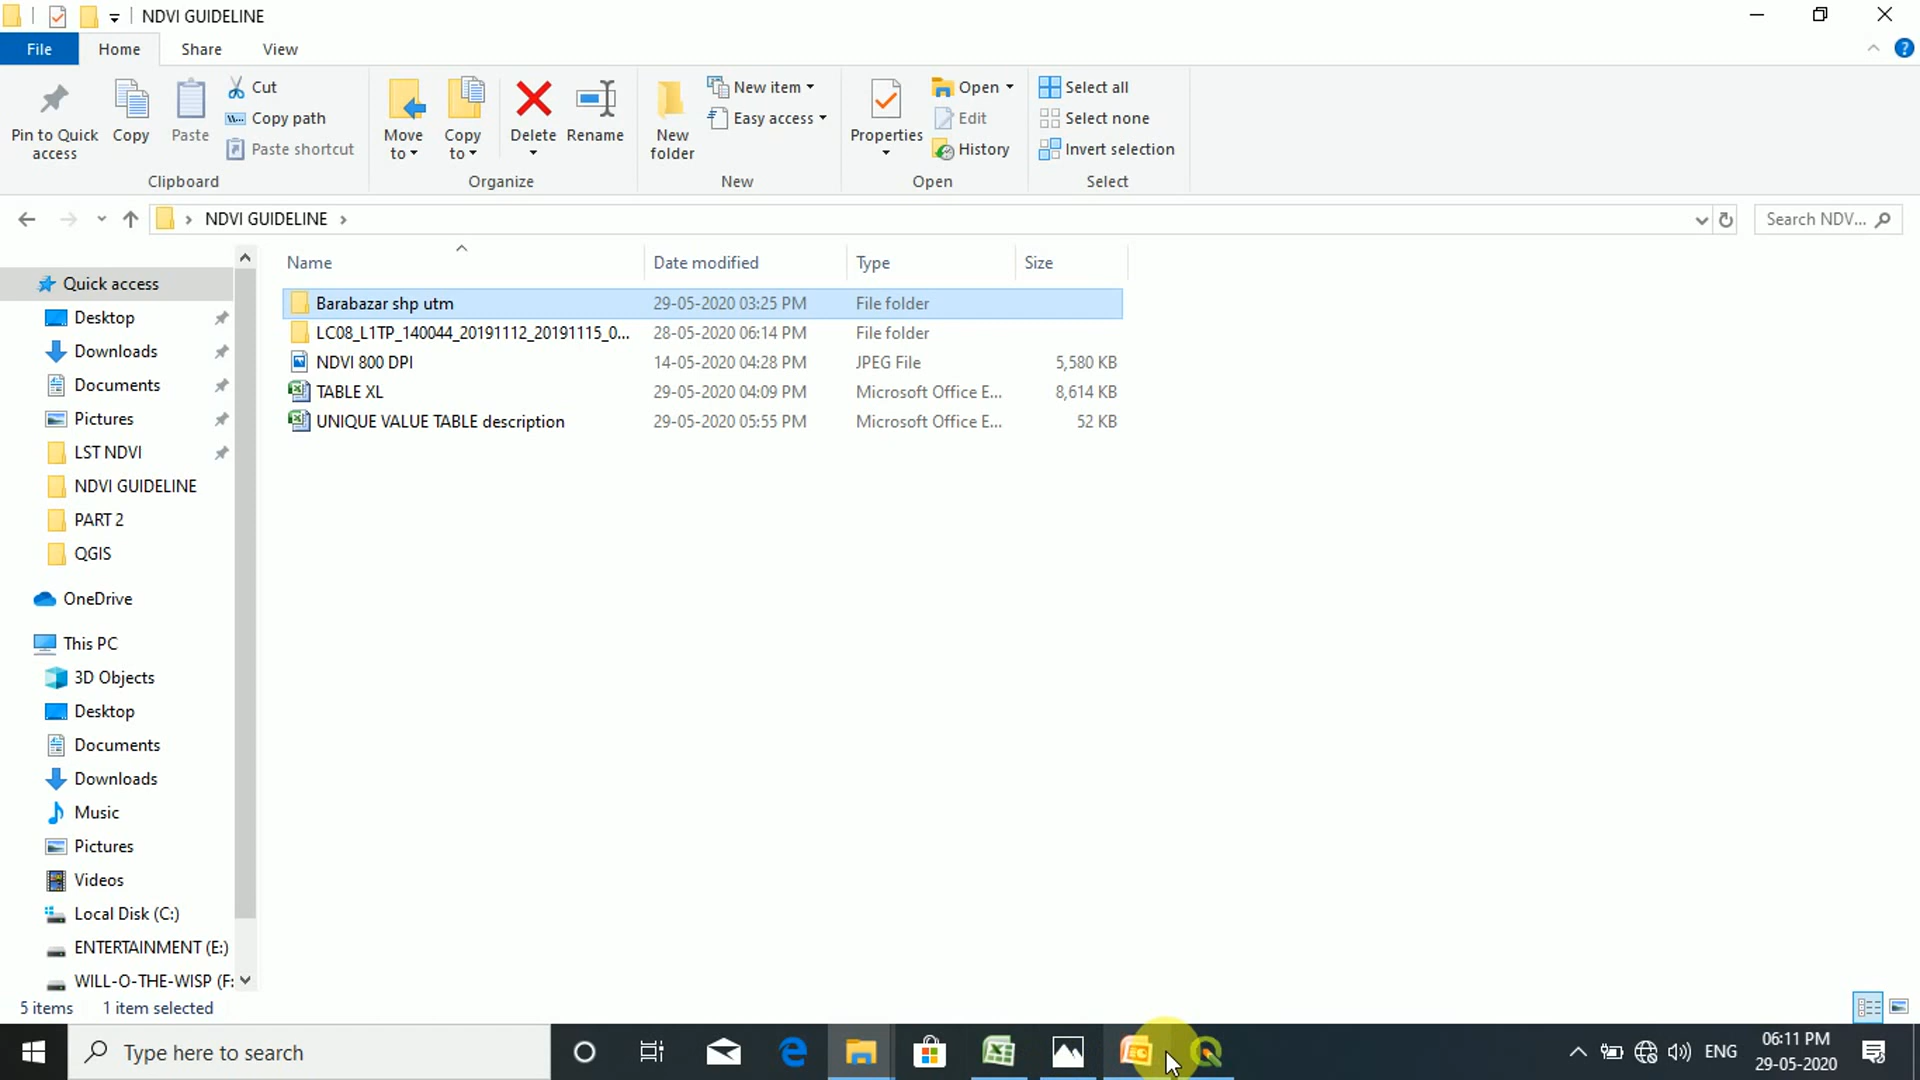 NDVI GUIDELINE
File Home Share View
Pin to Quick access
Copy
Paste
Cut
Copy path
Paste shortcut
Clipboard
Move to
Copy to
Delete
Rename
Organize
New folder
New item
Easy access
New
Properties
Open
Edit
History
Open
Select all
Select none
Invert selection
Select
NDVI GUIDELINE
Search NDV...
Name Date modified Type Size
Barabazar shp utm 29-05-2020 03:25 PM File folder
LC08_L1TP_140044_20191112_20191115_0... 28-05-2020 06:14 PM File folder
NDVI 800 DPI 14-05-2020 04:28 PM JPEG File 5,580 KB
TABLE XL 29-05-2020 04:09 PM Microsoft Office E... 8,614 KB
UNIQUE VALUE TABLE description 29-05-2020 05:55 PM Microsoft Office E... 52 KB
Quick access
Desktop
Downloads
Documents
Pictures
LST NDVI
NDVI GUIDELINE
PART 2
QGIS
OneDrive
This PC
3D Objects
Desktop
Documents
Downloads
Music
Pictures
Videos
Local Disk (C:)
ENTERTAINMENT (E:)
WILL-O-THE-WISP (F:
5 items 1 item selected
Type here to search
ENG
06:11 PM
29-05-2020